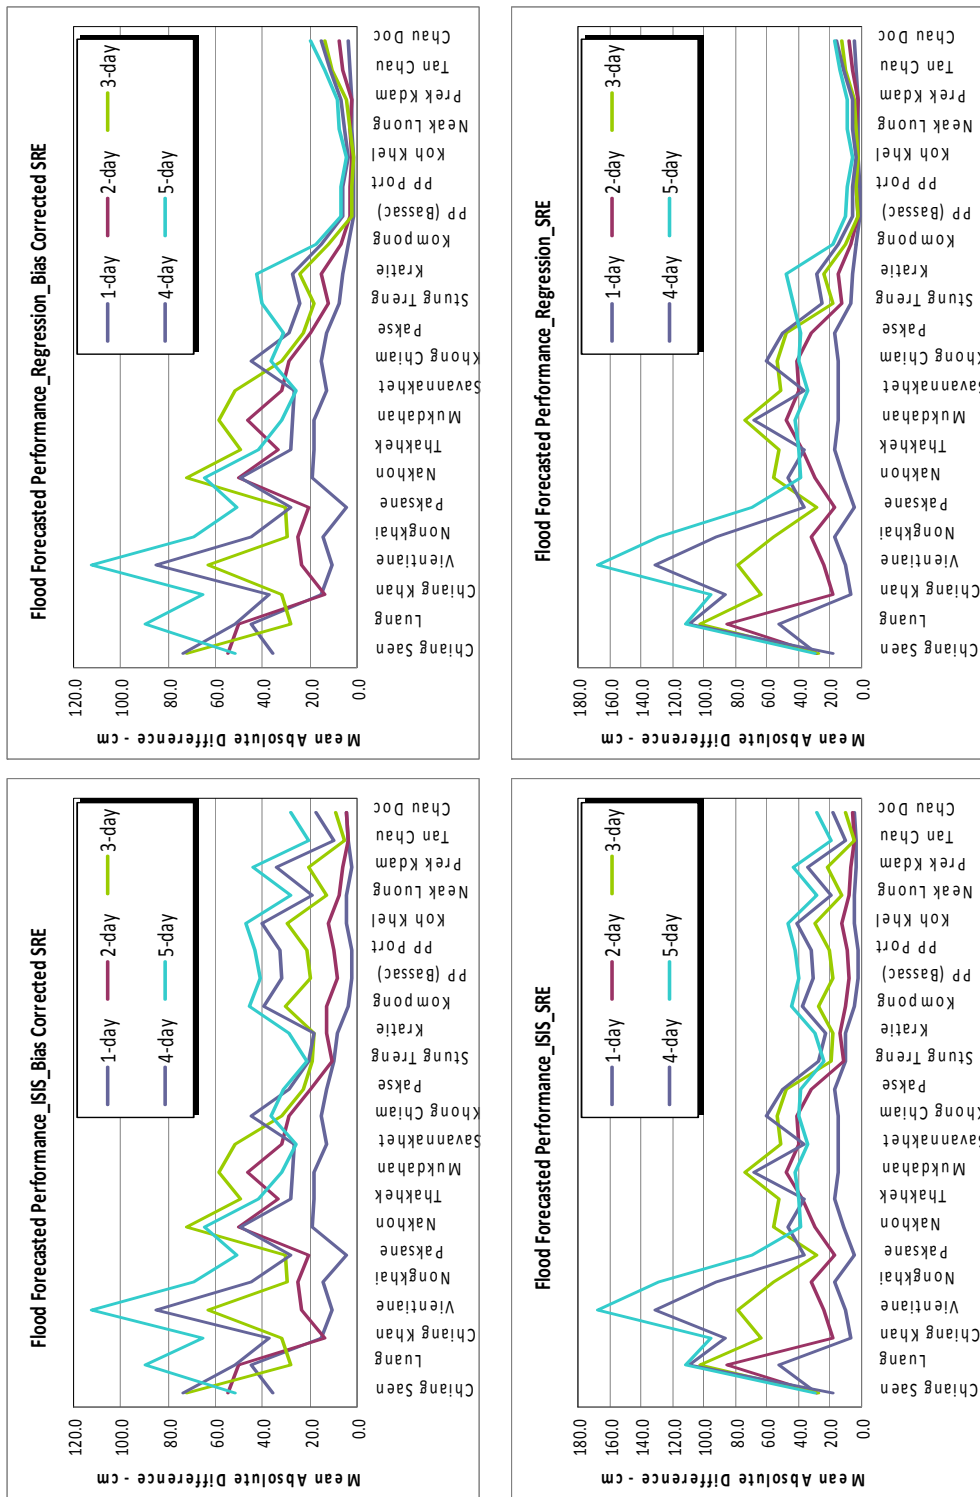 Flood Forecasted Performance_ISIS_Bias Corrected SRE
1-day
2-day
3-day
4-day
5-day
Mean Absolute Difference - cm
120.0
100.0
80.0
60.0
40.0
20.0
0.0
Chiang Saen
Luang
Chiang Khan
Vientiane
Nongkhai
Paksane
Nakhon
Thakhek
Mukdahan
Savannakhet
Khong Chiam
Pakse
Stung Treng
Kratie
Kompong
PP (Bassac)
PP Port
Koh Khel
Neak Luong
Prek Kdam
Tan Chau
Chau Doc
Flood Forecasted Performance_Regression_Bias Corrected SRE
1-day
2-day
3-day
4-day
5-day
Mean Absolute Difference - cm
120.0
100.0
80.0
60.0
40.0
20.0
0.0
Chiang Saen
Luang
Chiang Khan
Vientiane
Nongkhai
Paksane
Nakhon
Thakhek
Mukdahan
Savannakhet
Khong Chiam
Pakse
Stung Treng
Kratie
Kompong
PP (Bassac)
PP Port
Koh Khel
Neak Luong
Prek Kdam
Tan Chau
Chau Doc
Flood Forecasted Performance_ISIS_SRE
1-day
2-day
3-day
4-day
5-day
Mean Absolute Difference - cm
180.0
160.0
140.0
120.0
100.0
80.0
60.0
40.0
20.0
0.0
Chiang Saen
Luang
Chiang Khan
Vientiane
Nongkhai
Paksane
Nakhon
Thakhek
Mukdahan
Savannakhet
Khong Chiam
Pakse
Stung Treng
Kratie
Kompong
PP (Bassac)
PP Port
Koh Khel
Neak Luong
Prek Kdam
Tan Chau
Chau Doc
Flood Forecasted Performance_Regression_SRE
1-day
2-day
3-day
4-day
5-day
Mean Absolute Difference - cm
180.0
160.0
140.0
120.0
100.0
80.0
60.0
40.0
20.0
0.0
Chiang Saen
Luang
Chiang Khan
Vientiane
Nongkhai
Paksane
Nakhon
Thakhek
Mukdahan
Savannakhet
Khong Chiam
Pakse
Stung Treng
Kratie
Kompong
PP (Bassac)
PP Port
Koh Khel
Neak Luong
Prek Kdam
Tan Chau
Chau Doc